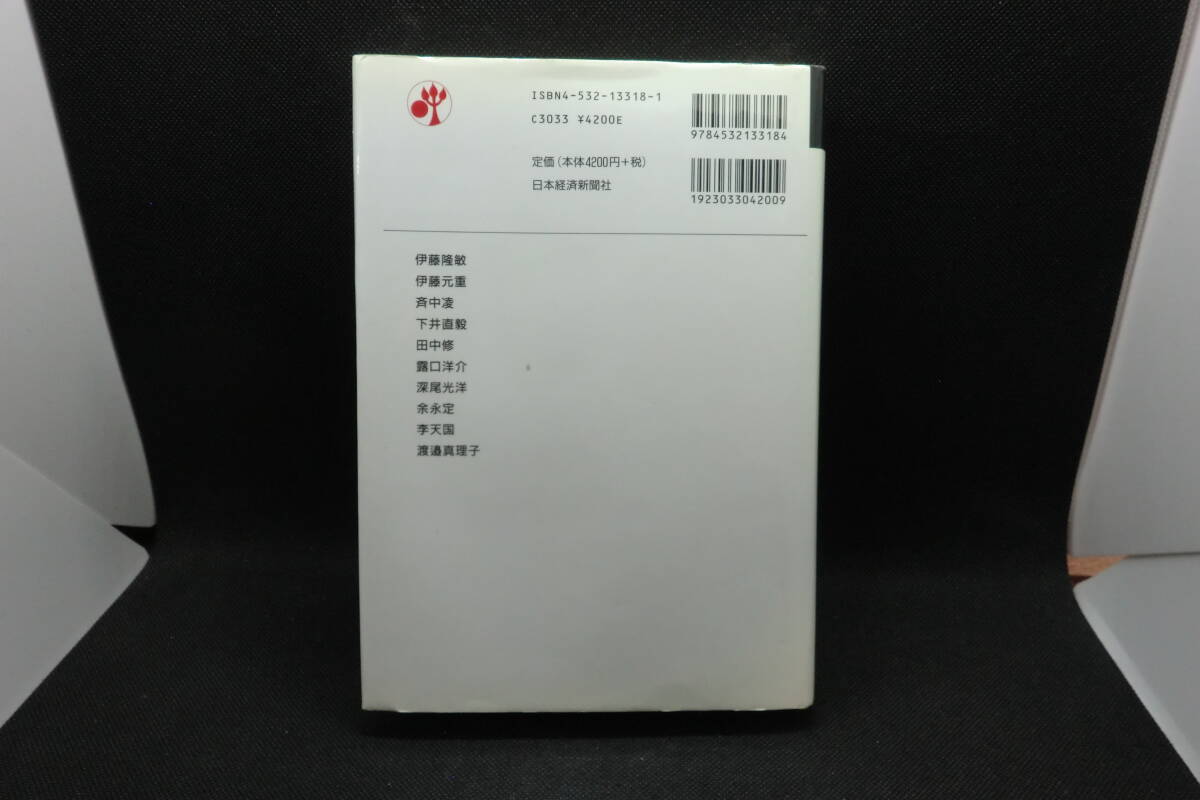 ISBN4-532-13318-1
C3033 ¥4200E
9784532133184
定価(本体4200円+税)
日本経済新聞社
1923033042009
伊藤隆敏
伊藤元重
斉中凌
下井直毅
田中修
露口洋介
深尾光洋
余永定
李天国
渡邉真理子